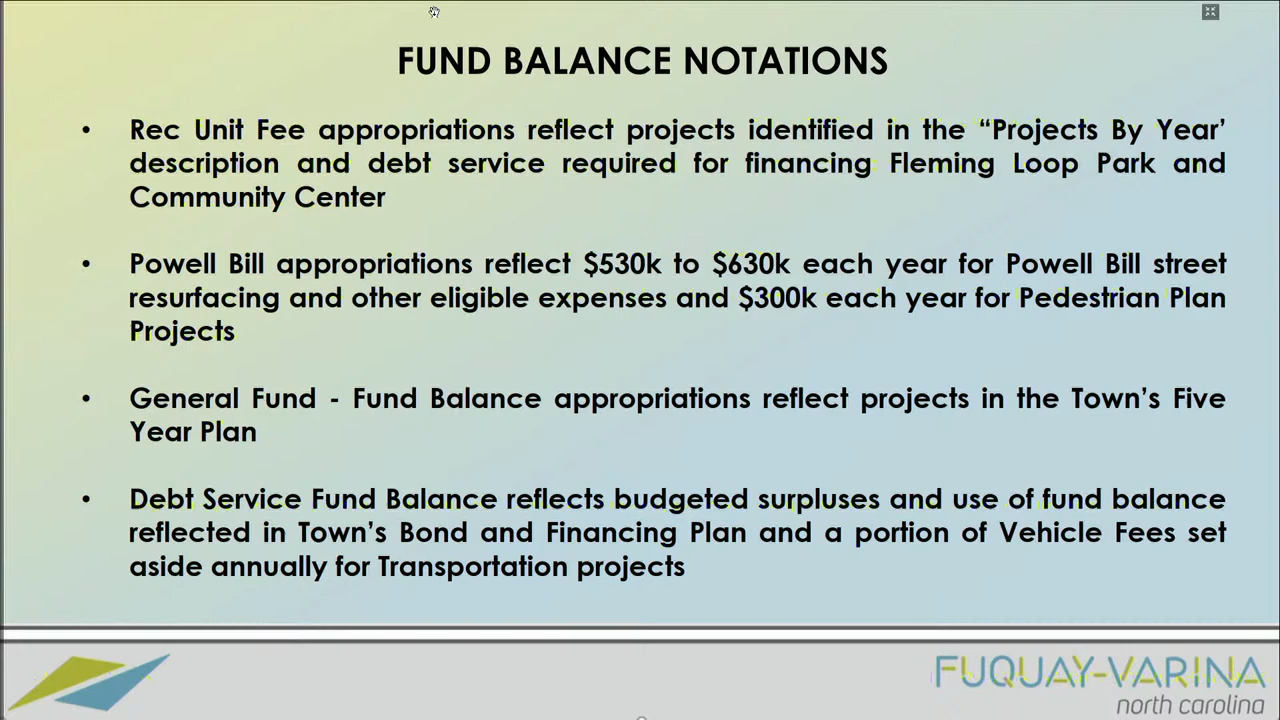 FUND BALANCE NOTATIONS
• Rec Unit Fee appropriations reflect projects identified in the “Projects By Year’
description and debt service required for financing Fleming Loop Park and
Community Center
• Powell Bill appropriations reflect $530k to $630k each year for Powell Bill street
resurfacing and other eligible expenses and $300k each year for Pedestrian Plan
Projects
• General Fund - Fund Balance appropriations reflect projects in the Town’s Five
Year Plan
• Debt Service Fund Balance reflects budgeted surpluses and use of fund balance
reflected in Town’s Bond and Financing Plan and a portion of Vehicle Fees set
aside annually for Transportation projects
FUQUAY-VARINA
north carolina